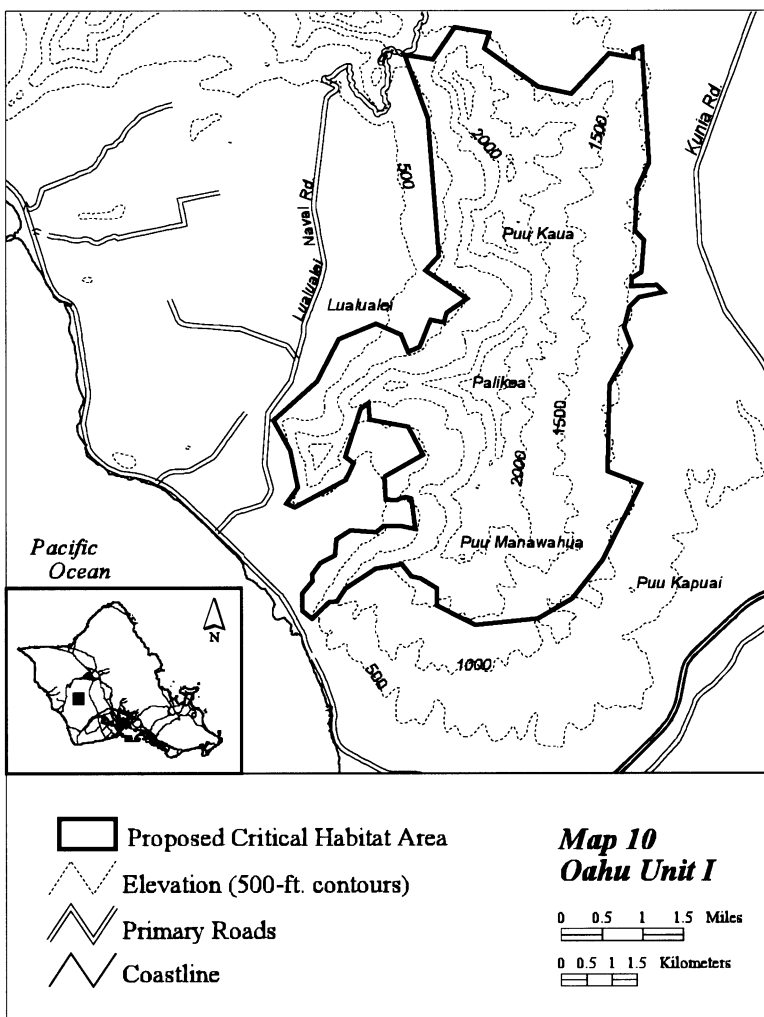 2000
1500
Kunia Rd
500
Naval Rd
Puu Kaua
Lualualei
Lualualei
Palikea
1500
2000
Puu Manawahua
Pacific
Ocean
Puu Kapuai
N
1000
500
Proposed Critical Habitat Area
Elevation (500-ft. contours)
Primary Roads
Coastline
Map 10
Oahu Unit I
0 0.5 1 1.5 Miles
0 0.5 1 1.5 Kilometers